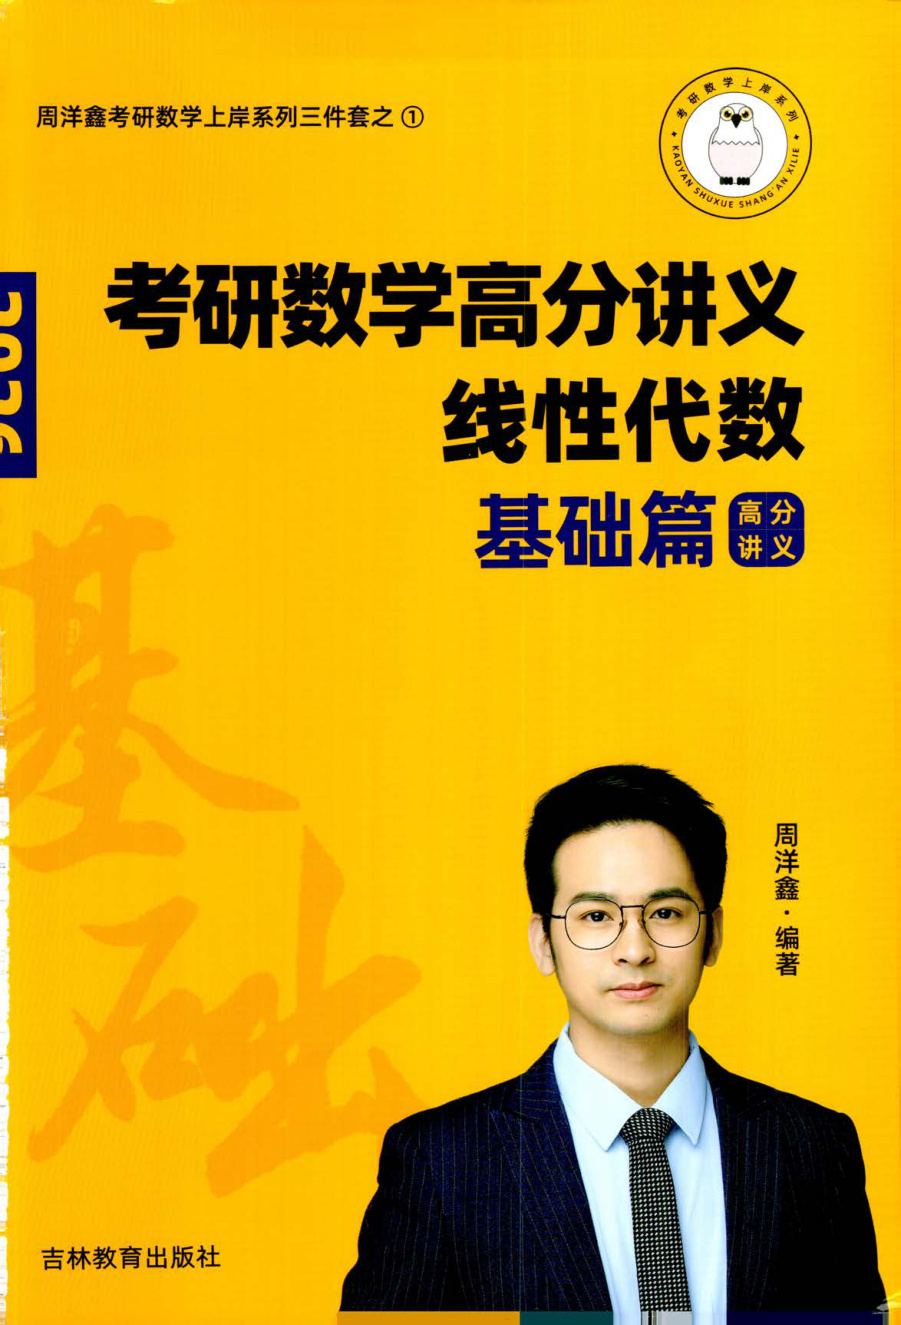 周洋鑫考研数学上岸系列三件套之①
考研数学上岸系列
KAOYAN SHUXUE SHANG'AN XILIE
考研数学高分讲义
线性代数
基础篇
高分
讲义
2026
基础
周洋鑫·编著
吉林教育出版社